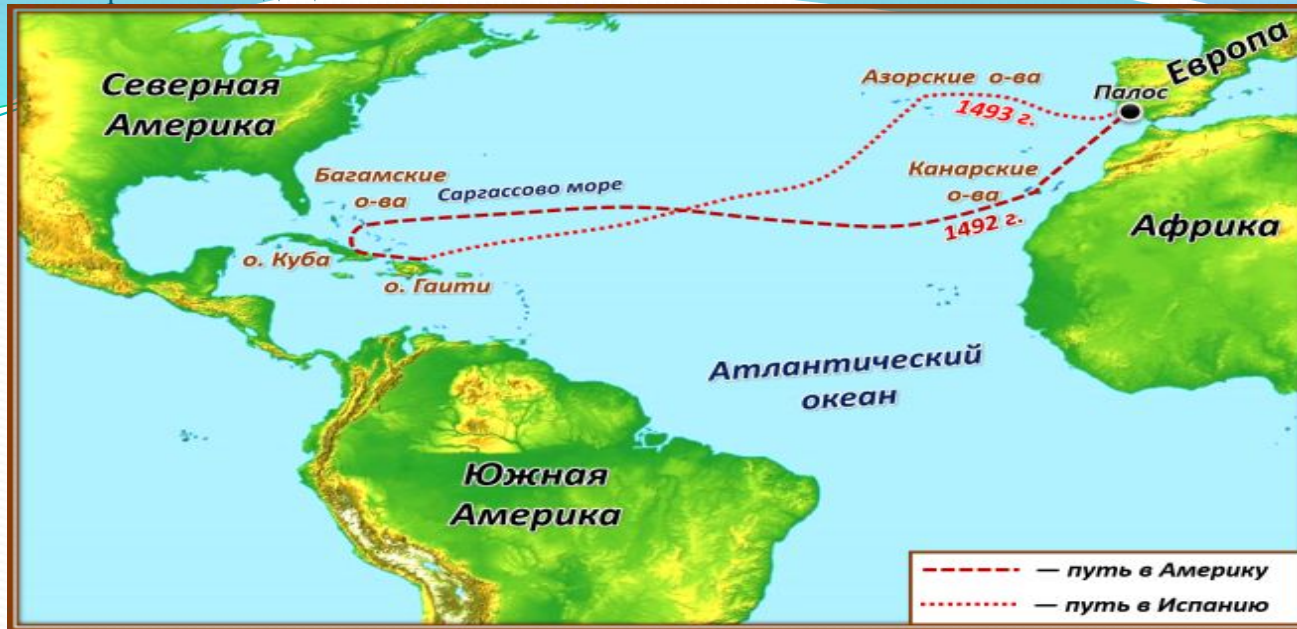 Северная
Америка
Азорские о-ва
1493 г.
Палос
Европа
Багамские
о-ва
Саргассово море
Канарские
о-ва
1492 г.
Африка
о. Куба
о. Гаити
Атлантический
океан
Южная
Америка
— путь в Америку
— путь в Испанию